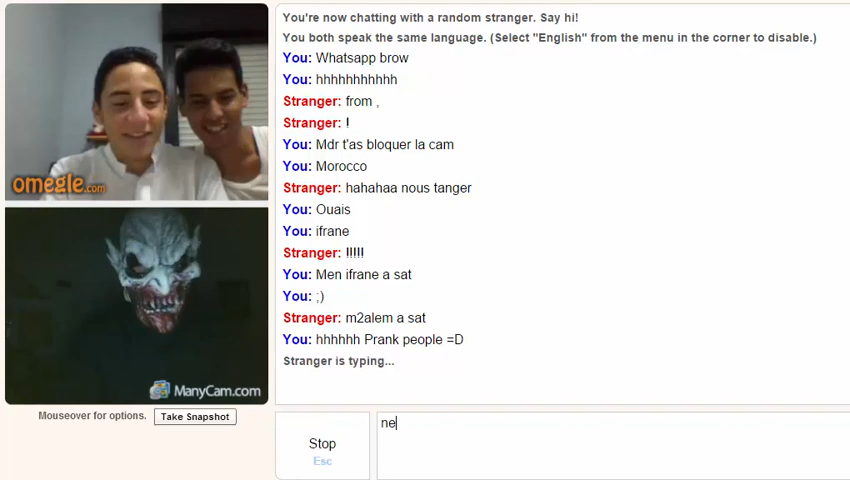 You're now chatting with a random stranger. Say hi!
You both speak the same language. (Select "English" from the menu in the corner to disable.)
You: Whatsapp brow
You: hhhhhhhhhhh
Stranger: from ,
Stranger: !
You: Mdr t'as bloquer la cam
You: Morocco
Stranger: hahahaa nous tanger
You: Ouais
You: ifrane
Stranger: !!!!!
You: Men ifrane a sat
You: ;)
Stranger: m2alem a sat
You: hhhhhh Prank people =D
Stranger is typing...
omegle.com
ManyCam.com
Mouseover for options.
Take Snapshot
Stop
Esc
ne